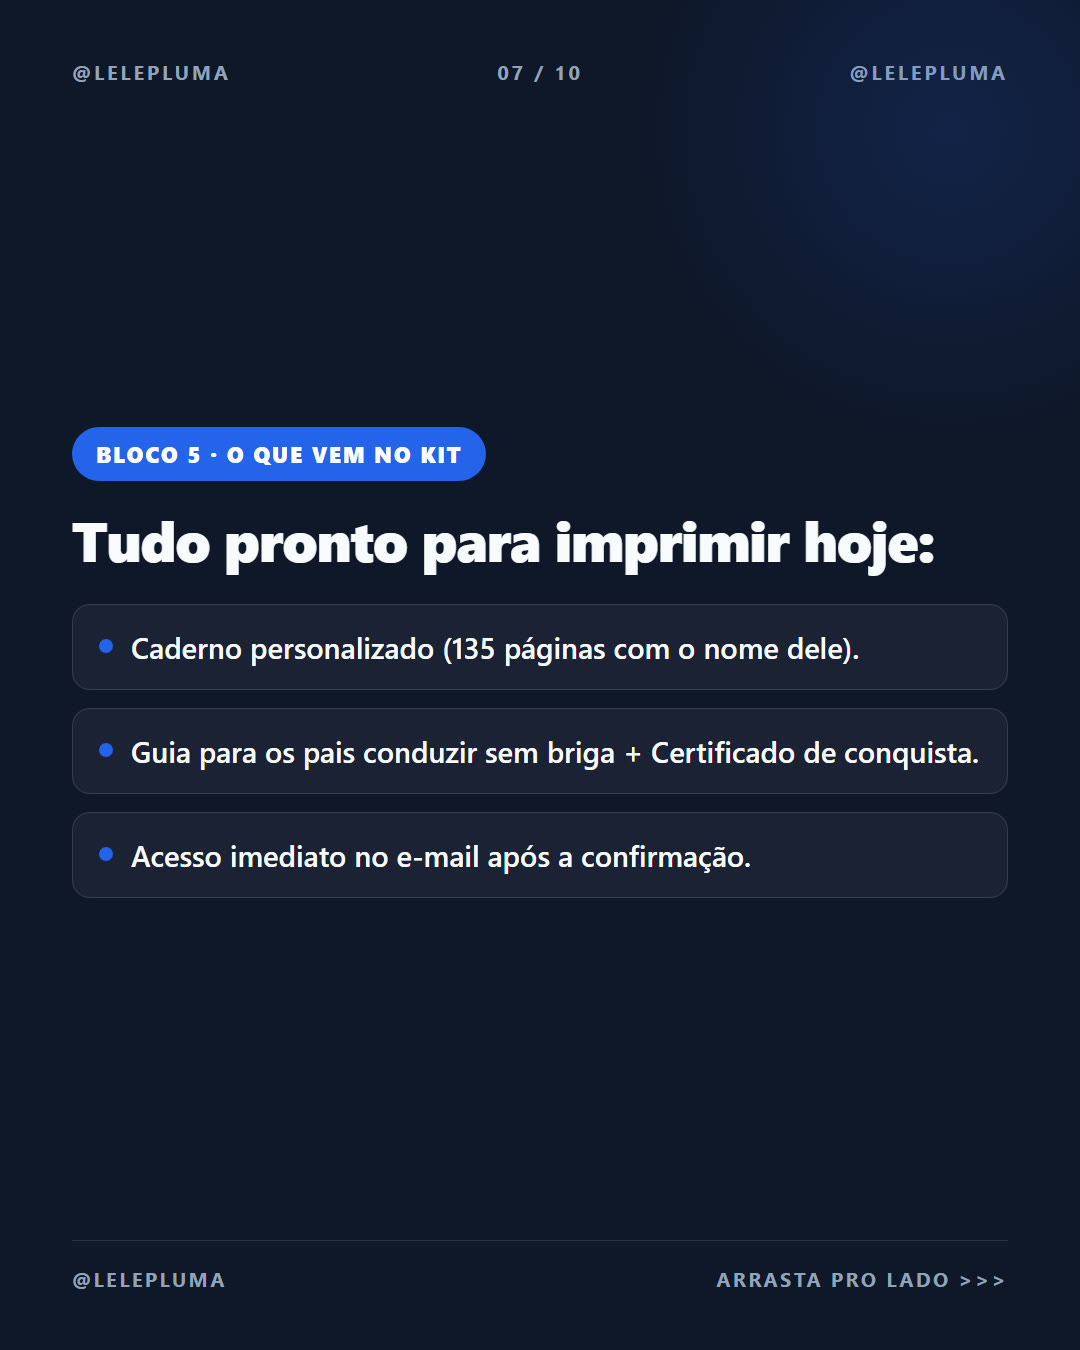 @LELEPLUMA
07 / 10
@LELEPLUMA
BLOCO 5 · O QUE VEM NO KIT
Tudo pronto para imprimir hoje:
Caderno personalizado (135 páginas com o nome dele).
Guia para os pais conduzir sem briga + Certificado de conquista.
Acesso imediato no e-mail após a confirmação.
@LELEPLUMA
ARRASTA PRO LADO >>>